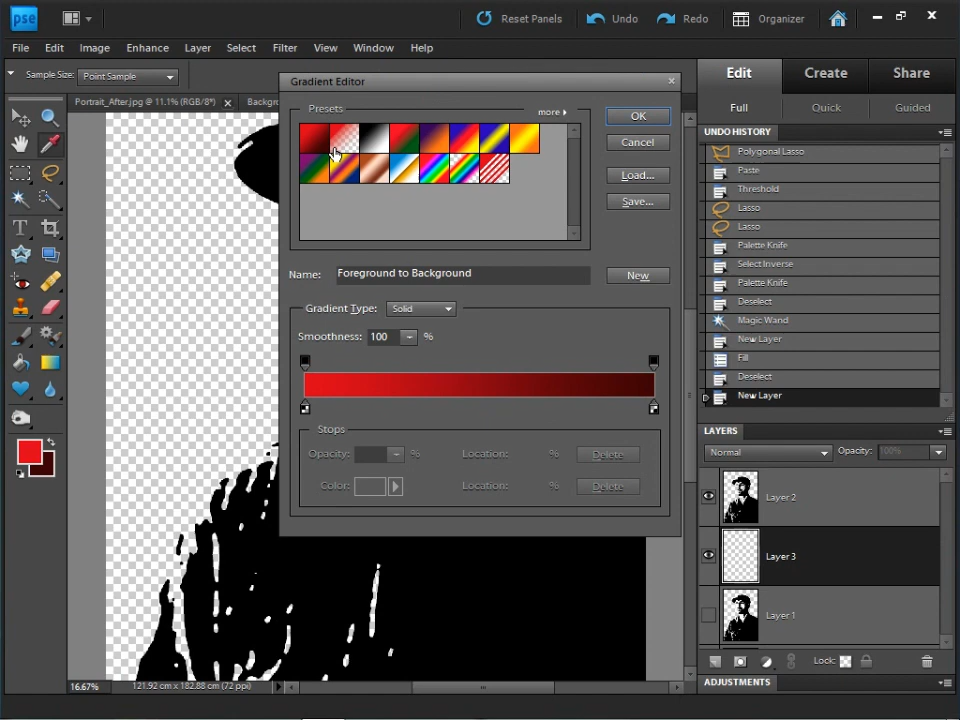 pse
Reset Panels Undo Redo Organizer
File Edit Image Enhance Layer Select Filter View Window Help
Sample Size: Point Sample
Edit Create Share
Full Quick Guided
Portrait_After.jpg @ 11.1% (RGB/8*) Backgr
Gradient Editor
Presets
more
OK
Cancel
Load...
Save...
Name: Foreground to Background
New
Gradient Type: Solid
Smoothness: 100 %
Stops
Opacity: % Location: % Delete
Color: Location: % Delete
UNDO HISTORY
Polygonal Lasso
Paste
Threshold
Lasso
Lasso
Palette Knife
Select Inverse
Palette Knife
Deselect
Magic Wand
New Layer
Fill
Deselect
New Layer
LAYERS
Normal Opacity: 100%
Layer 2
Layer 3
Layer 1
Lock:
ADJUSTMENTS
16.67% 121.92 cm x 182.88 cm (72 ppi)